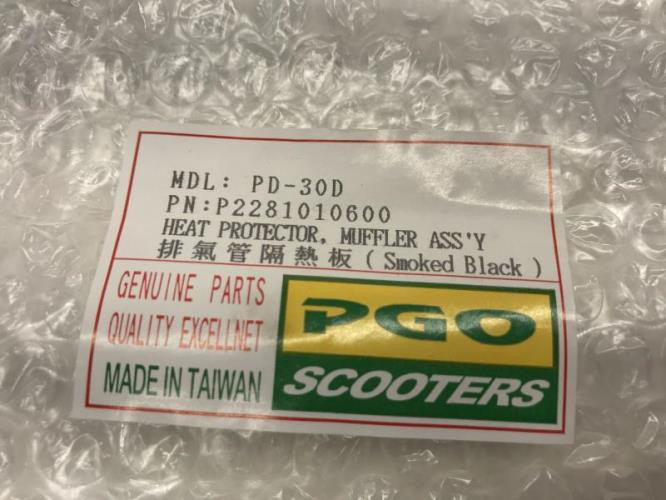 MDL: PD-30D
PN:P2281010600
HEAT PROTECTOR, MUFFLER ASS'Y
排氣管隔熱板 ( Smoked Black )
GENUINE PARTS
QUALITY EXCELLNET
MADE IN TAIWAN
PGO
SCOOTERS